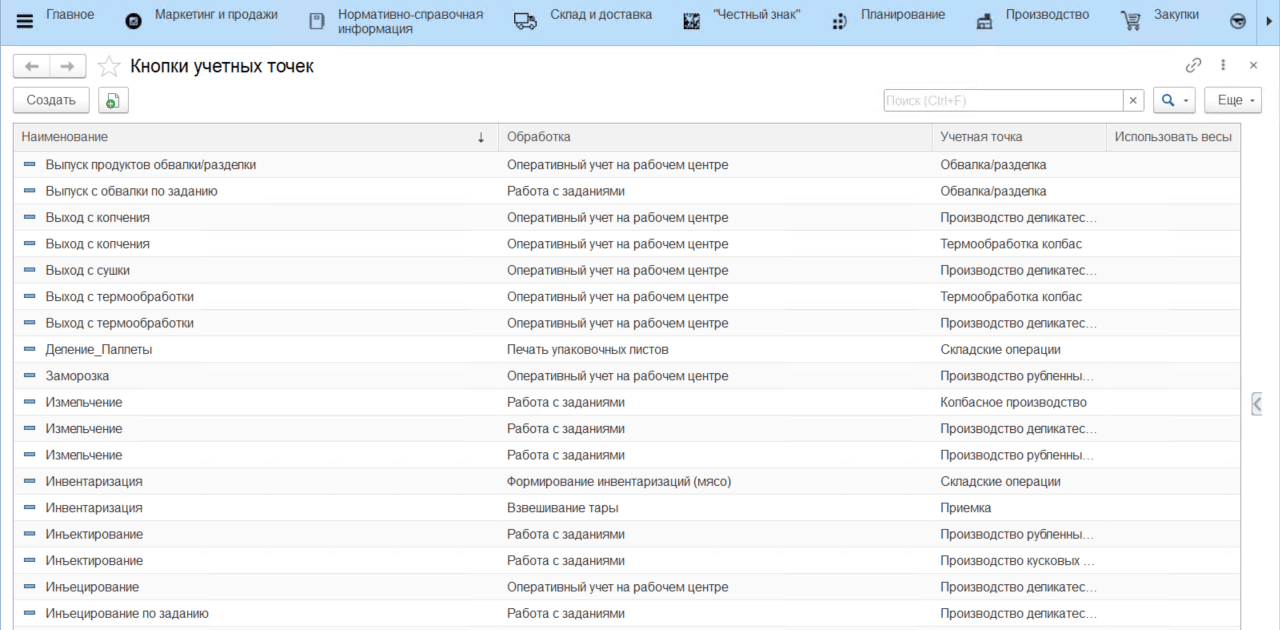 Главное
Маркетинг и продажи
Нормативно-справочная
информация
Склад и доставка
"Честный знак"
Планирование
Производство
Закупки
Кнопки учетных точек
Создать
Поиск (Ctrl+F)
Еще
Наименование Обработка Учетная точка Использовать весы
Выпуск продуктов обвалки/разделки Оперативный учет на рабочем центре Обвалка/разделка
Выпуск с обвалки по заданию Работа с заданиями Обвалка/разделка
Выход с копчения Оперативный учет на рабочем центре Производство деликатес...
Выход с копчения Оперативный учет на рабочем центре Термообработка колбас
Выход с сушки Оперативный учет на рабочем центре Производство деликатес...
Выход с термообработки Оперативный учет на рабочем центре Термообработка колбас
Выход с термообработки Оперативный учет на рабочем центре Производство деликатес...
Деление_Паллеты Печать упаковочных листов Складские операции
Заморозка Оперативный учет на рабочем центре Производство рубленны...
Измельчение Работа с заданиями Колбасное производство
Измельчение Работа с заданиями Производство деликатес...
Измельчение Работа с заданиями Производство рубленны...
Инвентаризация Формирование инвентаризаций (мясо) Складские операции
Инвентаризация Взвешивание тары Приемка
Инъектирование Работа с заданиями Производство рубленны...
Инъектирование Работа с заданиями Производство кусковых ...
Инъецирование Оперативный учет на рабочем центре Производство деликатес...
Инъецирование по заданию Работа с заданиями Производство деликатес...